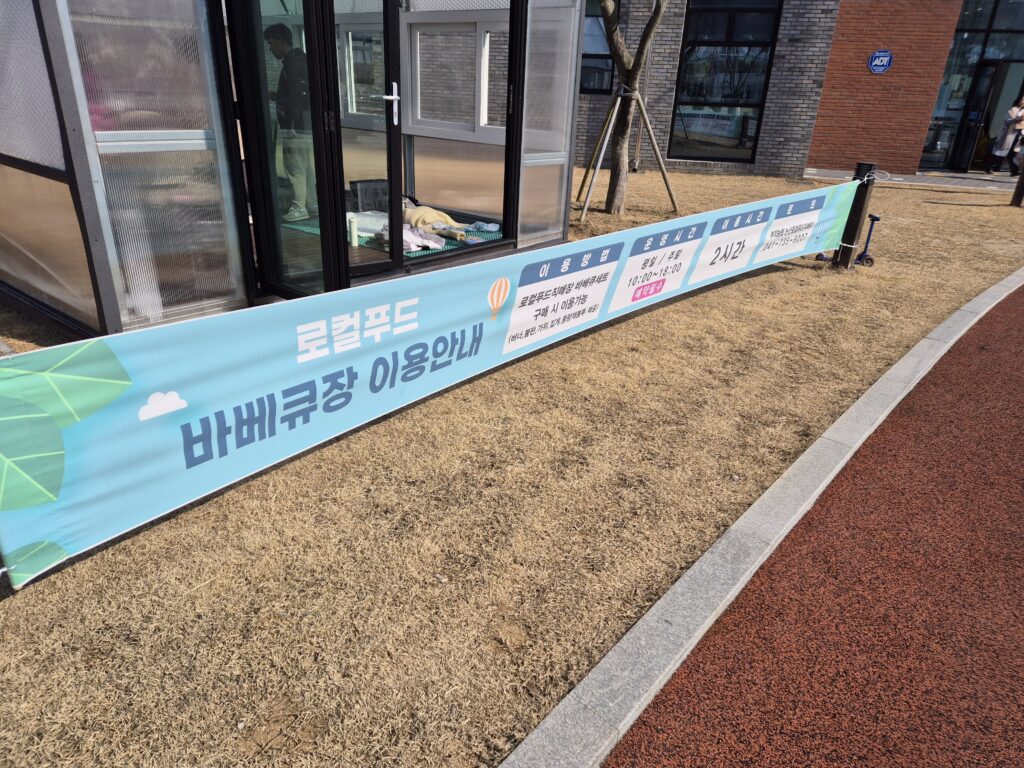 로컬푸드
바베큐장 이용안내
이용방법
로컬푸드직매장 바베큐세트
구매 시 이용가능
운영시간
평일 / 주말
10:00~18:00
예약필수
이용시간
2시간
문의
ADT